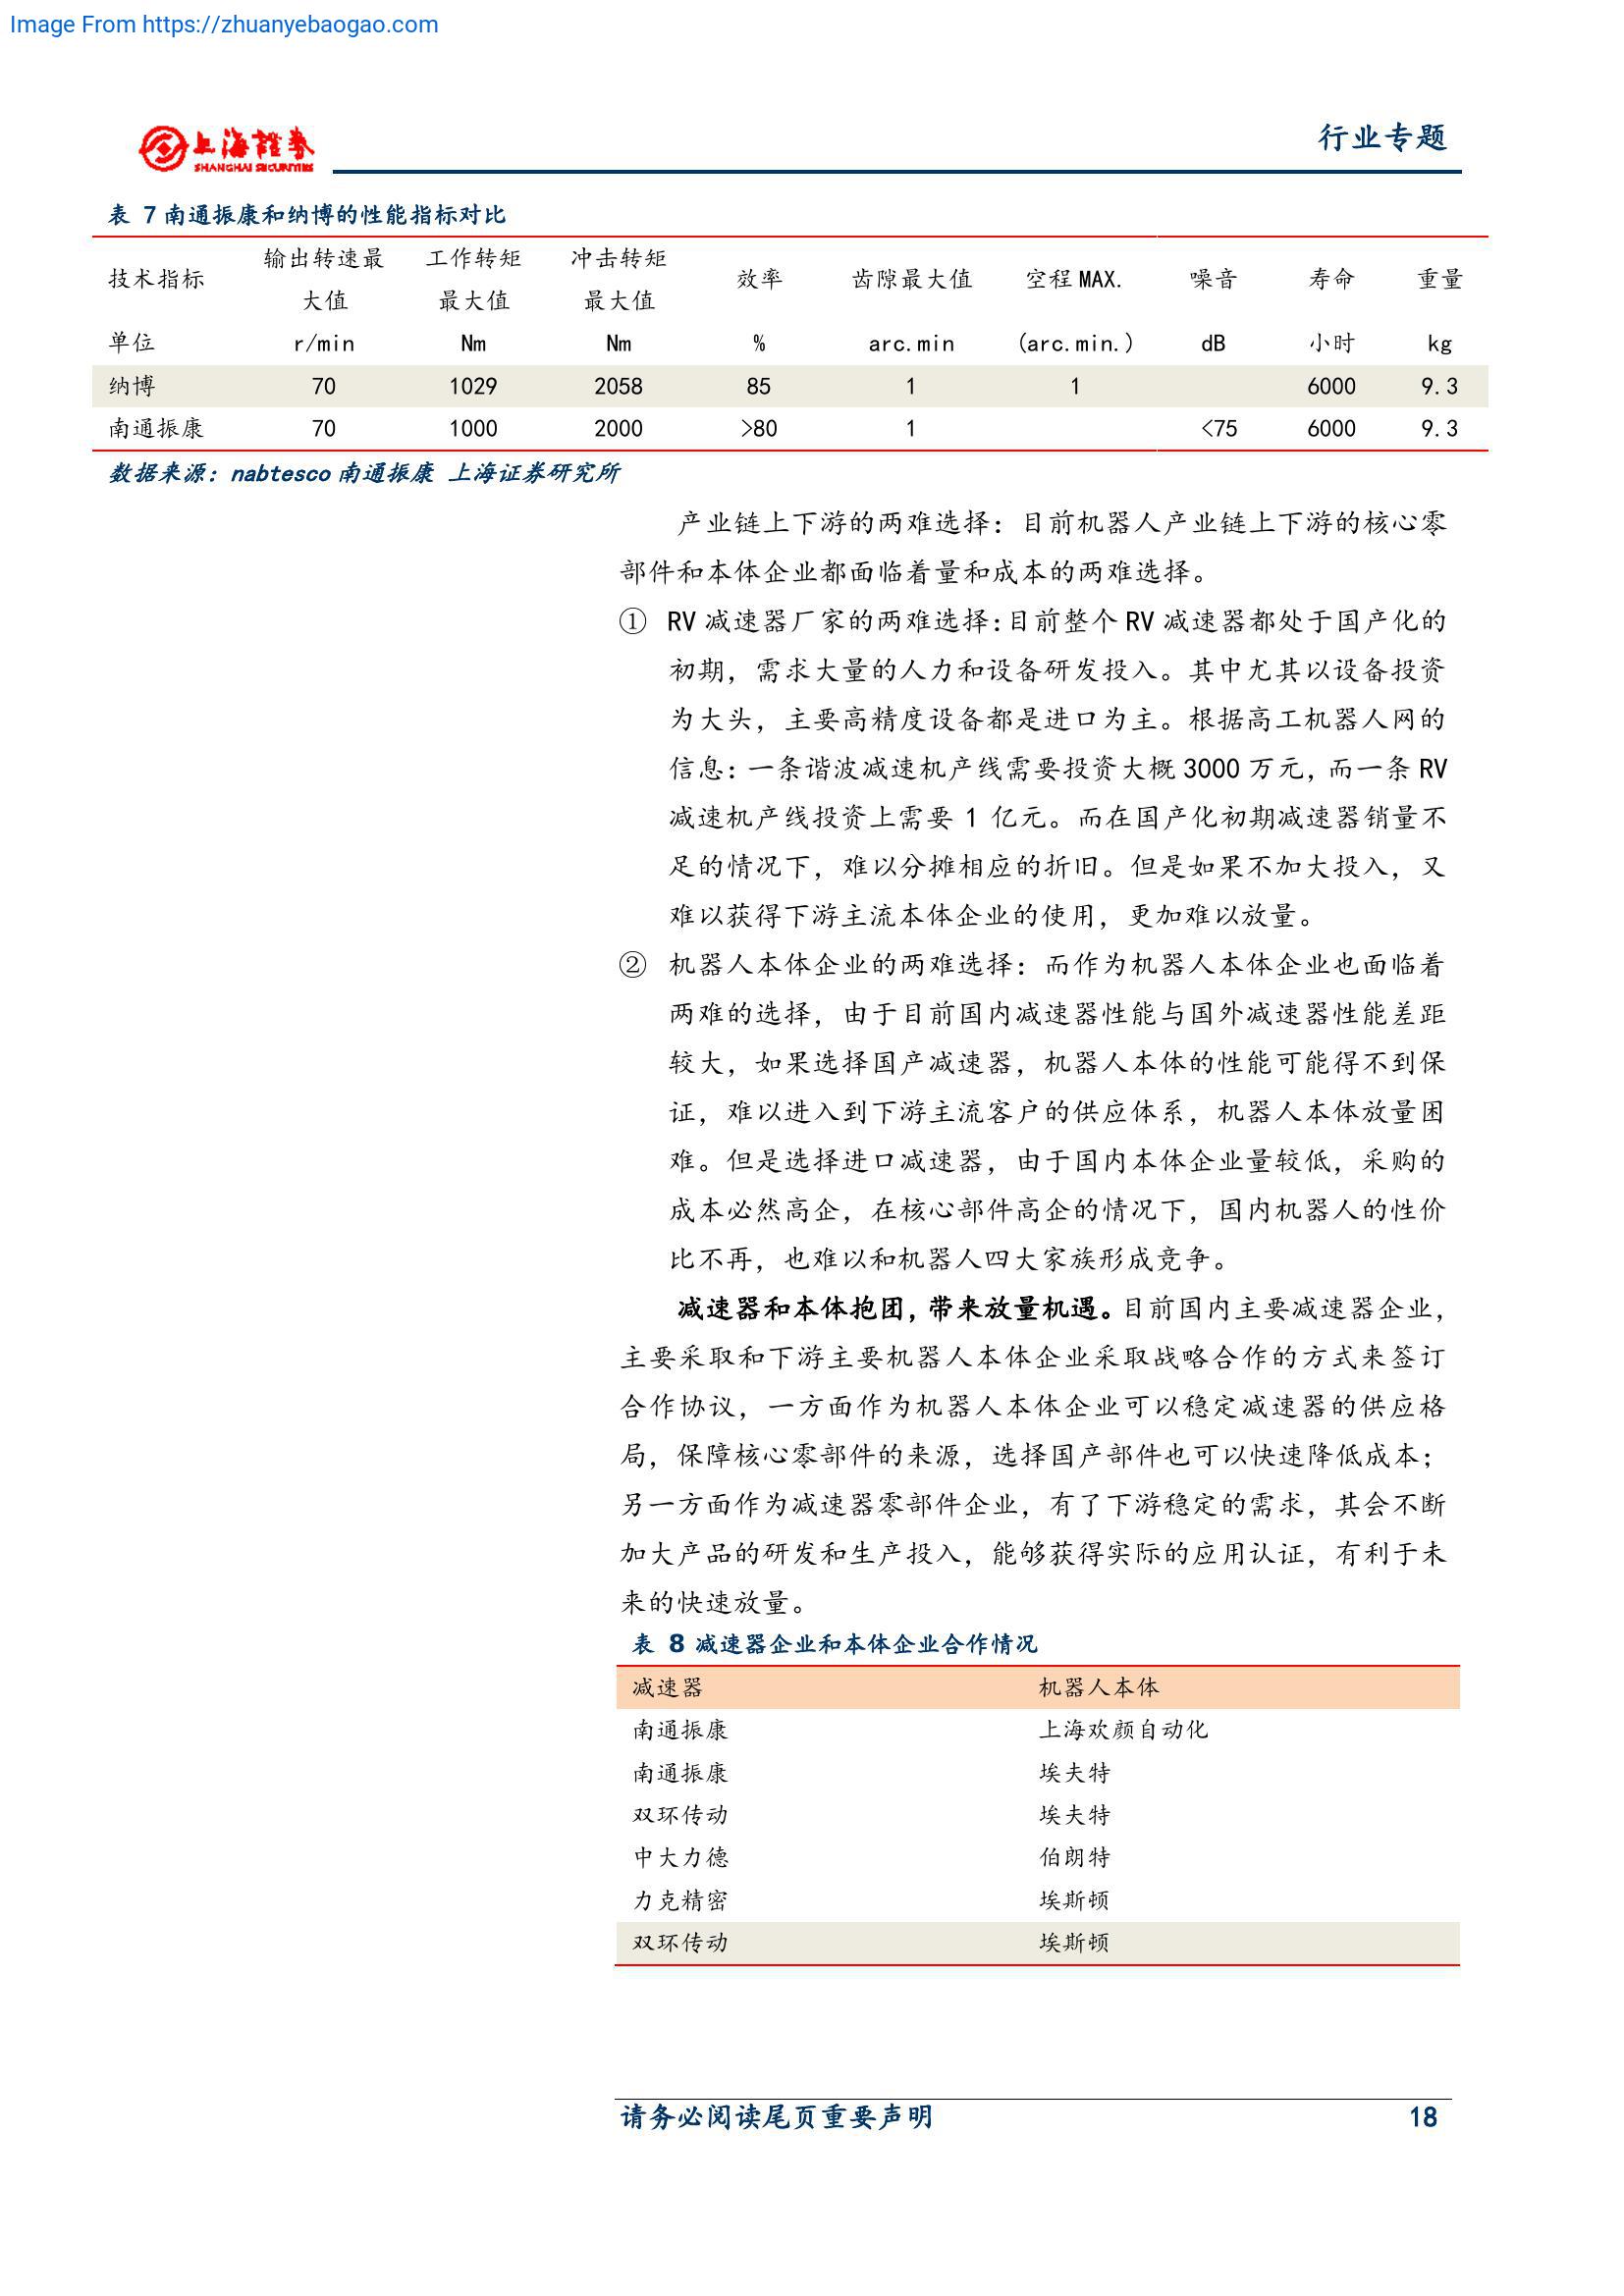 Image From https://zhuanyebaogao.com
上海證券
SHANGHAI SECURITIES
行业专题
表 7 南通振康和纳博的性能指标对比
技术指标 输出转速最大值 工作转矩最大值 冲击转矩最大值 效率 齿隙最大值 空程 MAX. 噪音 寿命 重量
单位 r/min Nm Nm % arc.min (arc.min.) dB 小时 kg
纳博 70 1029 2058 85 1 1 6000 9.3
南通振康 70 1000 2000 >80 1 <75 6000 9.3
数据来源：nabtesco 南通振康 上海证券研究所
产业链上下游的两难选择：目前机器人产业链上下游的核心零
部件和本体企业都面临着量和成本的两难选择。
① RV 减速器厂家的两难选择：目前整个 RV 减速器都处于国产化的
初期，需求大量的人力和设备研发投入。其中尤其以设备投资
为大头，主要高精度设备都是进口为主。根据高工机器人网的
信息：一条谐波减速机产线需要投资大概 3000 万元，而一条 RV
减速机产线投资上需要 1 亿元。而在国产化初期减速器销量不
足的情况下，难以分摊相应的折旧。但是如果不加大投入，又
难以获得下游主流本体企业的使用，更加难以放量。
② 机器人本体企业的两难选择：而作为机器人本体企业也面临着
两难的选择，由于目前国内减速器性能与国外减速器性能差距
较大，如果选择国产减速器，机器人本体的性能可能得不到保
证，难以进入到下游主流客户的供应体系，机器人本体放量困
难。但是选择进口减速器，由于国内本体企业量较低，采购的
成本必然高企，在核心部件高企的情况下，国内机器人的性价
比不再，也难以和机器人四大家族形成竞争。
减速器和本体抱团，带来放量机遇。目前国内主要减速器企业，
主要采取和下游主要机器人本体企业采取战略合作的方式来签订
合作协议，一方面作为机器人本体企业可以稳定减速器的供应格
局，保障核心零部件的来源，选择国产部件也可以快速降低成本；
另一方面作为减速器零部件企业，有了下游稳定的需求，其会不断
加大产品的研发和生产投入，能够获得实际的应用认证，有利于未
来的快速放量。
表 8 减速器企业和本体企业合作情况
减速器 机器人本体
南通振康 上海欢颜自动化
南通振康 埃夫特
双环传动 埃夫特
中大力德 伯朗特
力克精密 埃斯顿
双环传动 埃斯顿
请务必阅读尾页重要声明 18